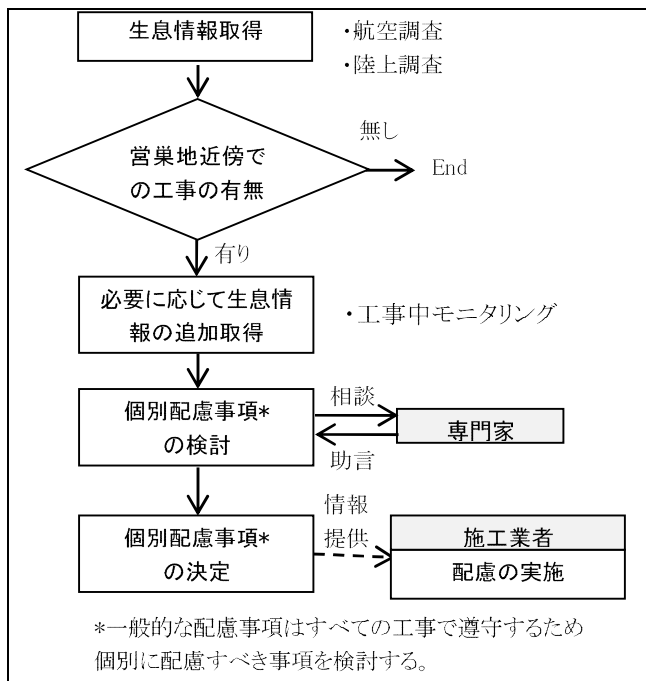 生息情報取得
・航空調査
・陸上調査
営巣地近傍で
の工事の有無
無し
End
有り
必要に応じて生息情
報の追加取得
・工事中モニタリング
個別配慮事項*
の検討
相談
専門家
助言
個別配慮事項*
の決定
情報
提供
施工業者
配慮の実施
*一般的な配慮事項はすべての工事で遵守するため
個別に配慮すべき事項を検討する。